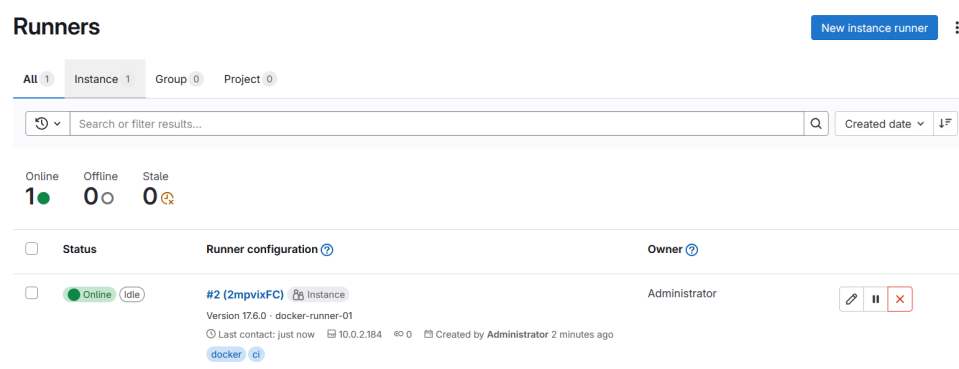 Runners
New instance runner
All 1 Instance 1 Group 0 Project 0
Search or filter results...
Created date
Online Offline Stale
1 0 0
Status Runner configuration Owner
Online Idle #2 (2mpvixFC) Instance Administrator
Version 17.6.0 · docker-runner-01
Last contact: just now 10.0.2.184 0 Created by Administrator 2 minutes ago
docker ci